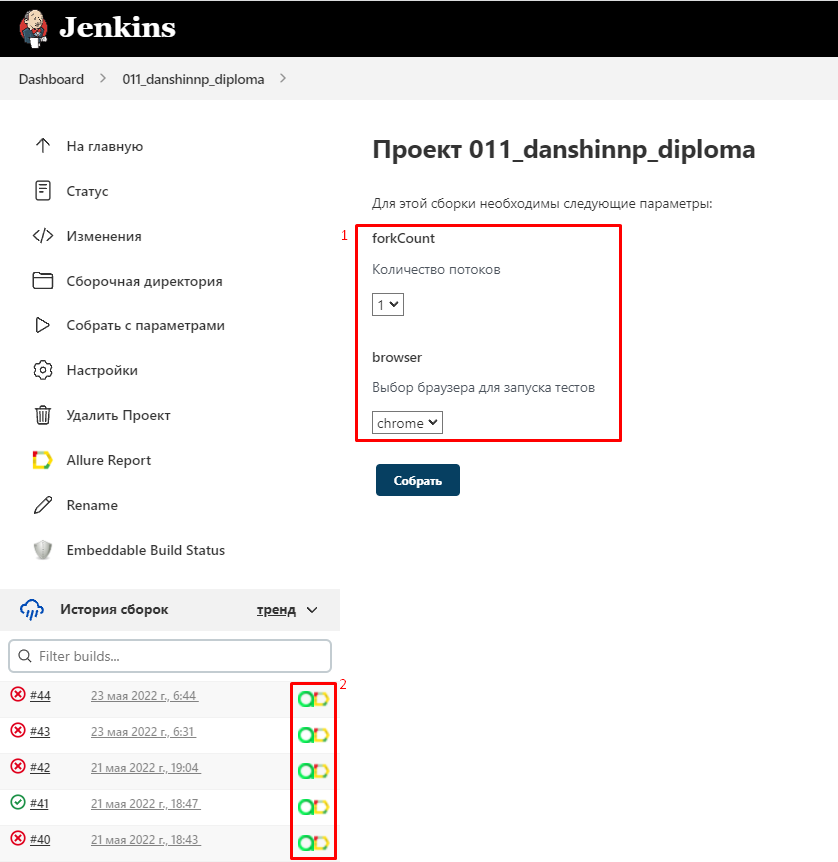 Jenkins
Dashboard
011_danshinnp_diploma
На главную
Статус
Изменения
Сборочная директория
Собрать с параметрами
Настройки
Удалить Проект
Allure Report
Rename
Embeddable Build Status
История сборок
тренд
Filter builds...
#44 23 мая 2022 г., 6:44
#43 23 мая 2022 г., 6:31
#42 21 мая 2022 г., 19:04
#41 21 мая 2022 г., 18:47
#40 21 мая 2022 г., 18:43
2
Проект 011_danshinnp_diploma
Для этой сборки необходимы следующие параметры:
1
forkCount
Количество потоков
1
browser
Выбор браузера для запуска тестов
chrome
Собрать